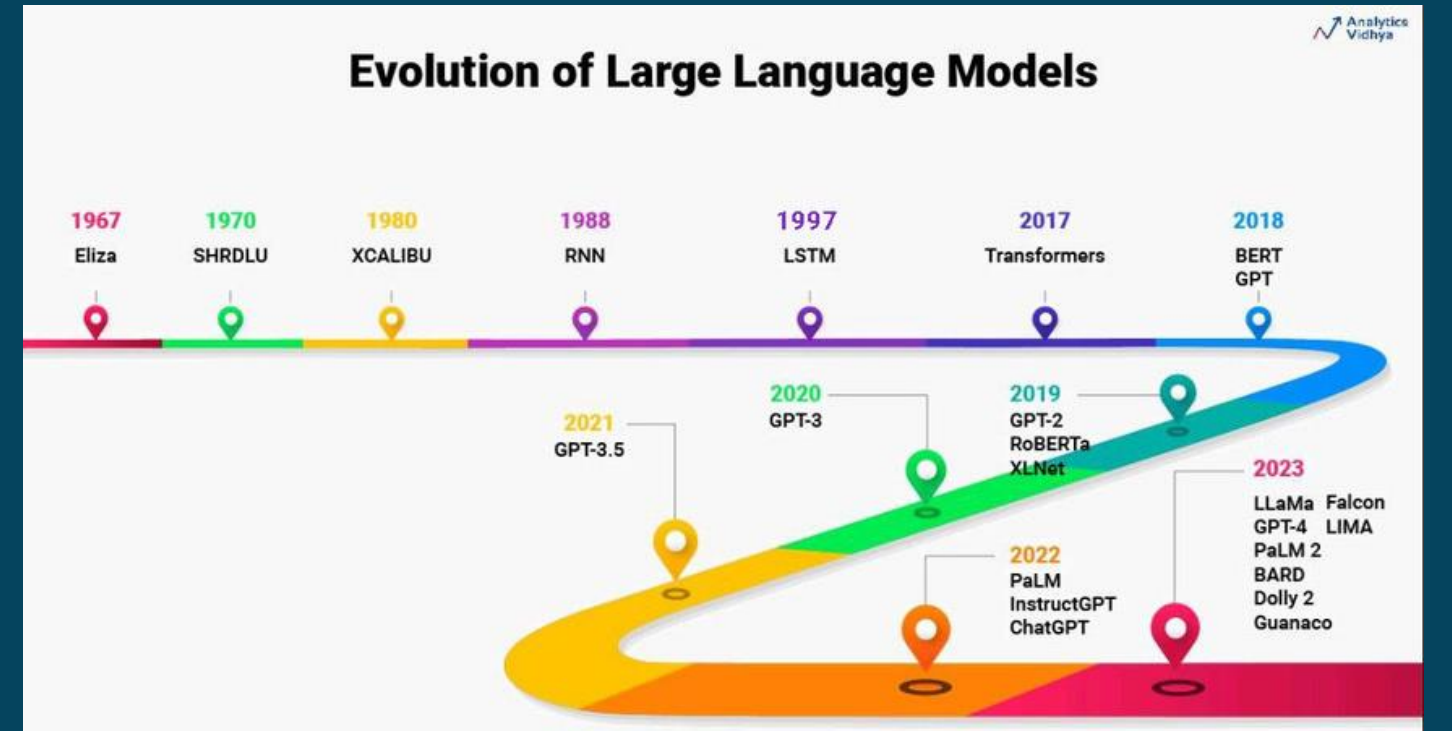 Analytics
Vidhya
Evolution of Large Language Models
1967
Eliza
1970
SHRDLU
1980
XCALIBU
1988
RNN
1997
LSTM
2017
Transformers
2018
BERT
GPT
2019
GPT-2
RoBERTa
XLNet
2020
GPT-3
2021
GPT-3.5
2022
PaLM
InstructGPT
ChatGPT
2023
LLaMa Falcon
GPT-4 LIMA
PaLM 2
BARD
Dolly 2
Guanaco